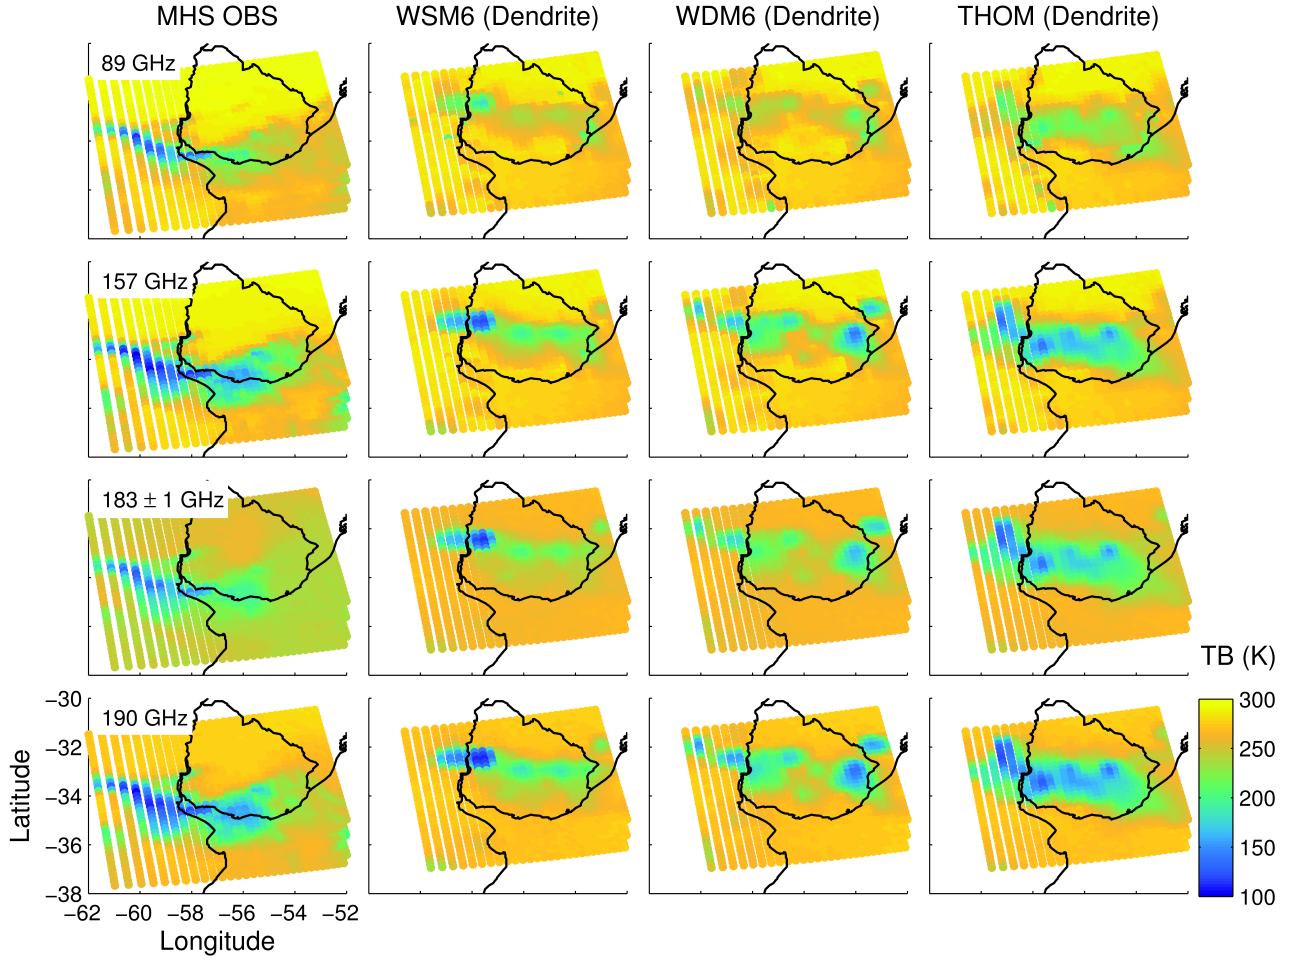 MHS OBS WSM6 (Dendrite) WDM6 (Dendrite) THOM (Dendrite)
89 GHz
157 GHz
183 ± 1 GHz
TB (K)
190 GHz
−30
−32
−34
−36
−38
Latitude
−62 −60 −58 −56 −54 −52
Longitude
300
250
200
150
100